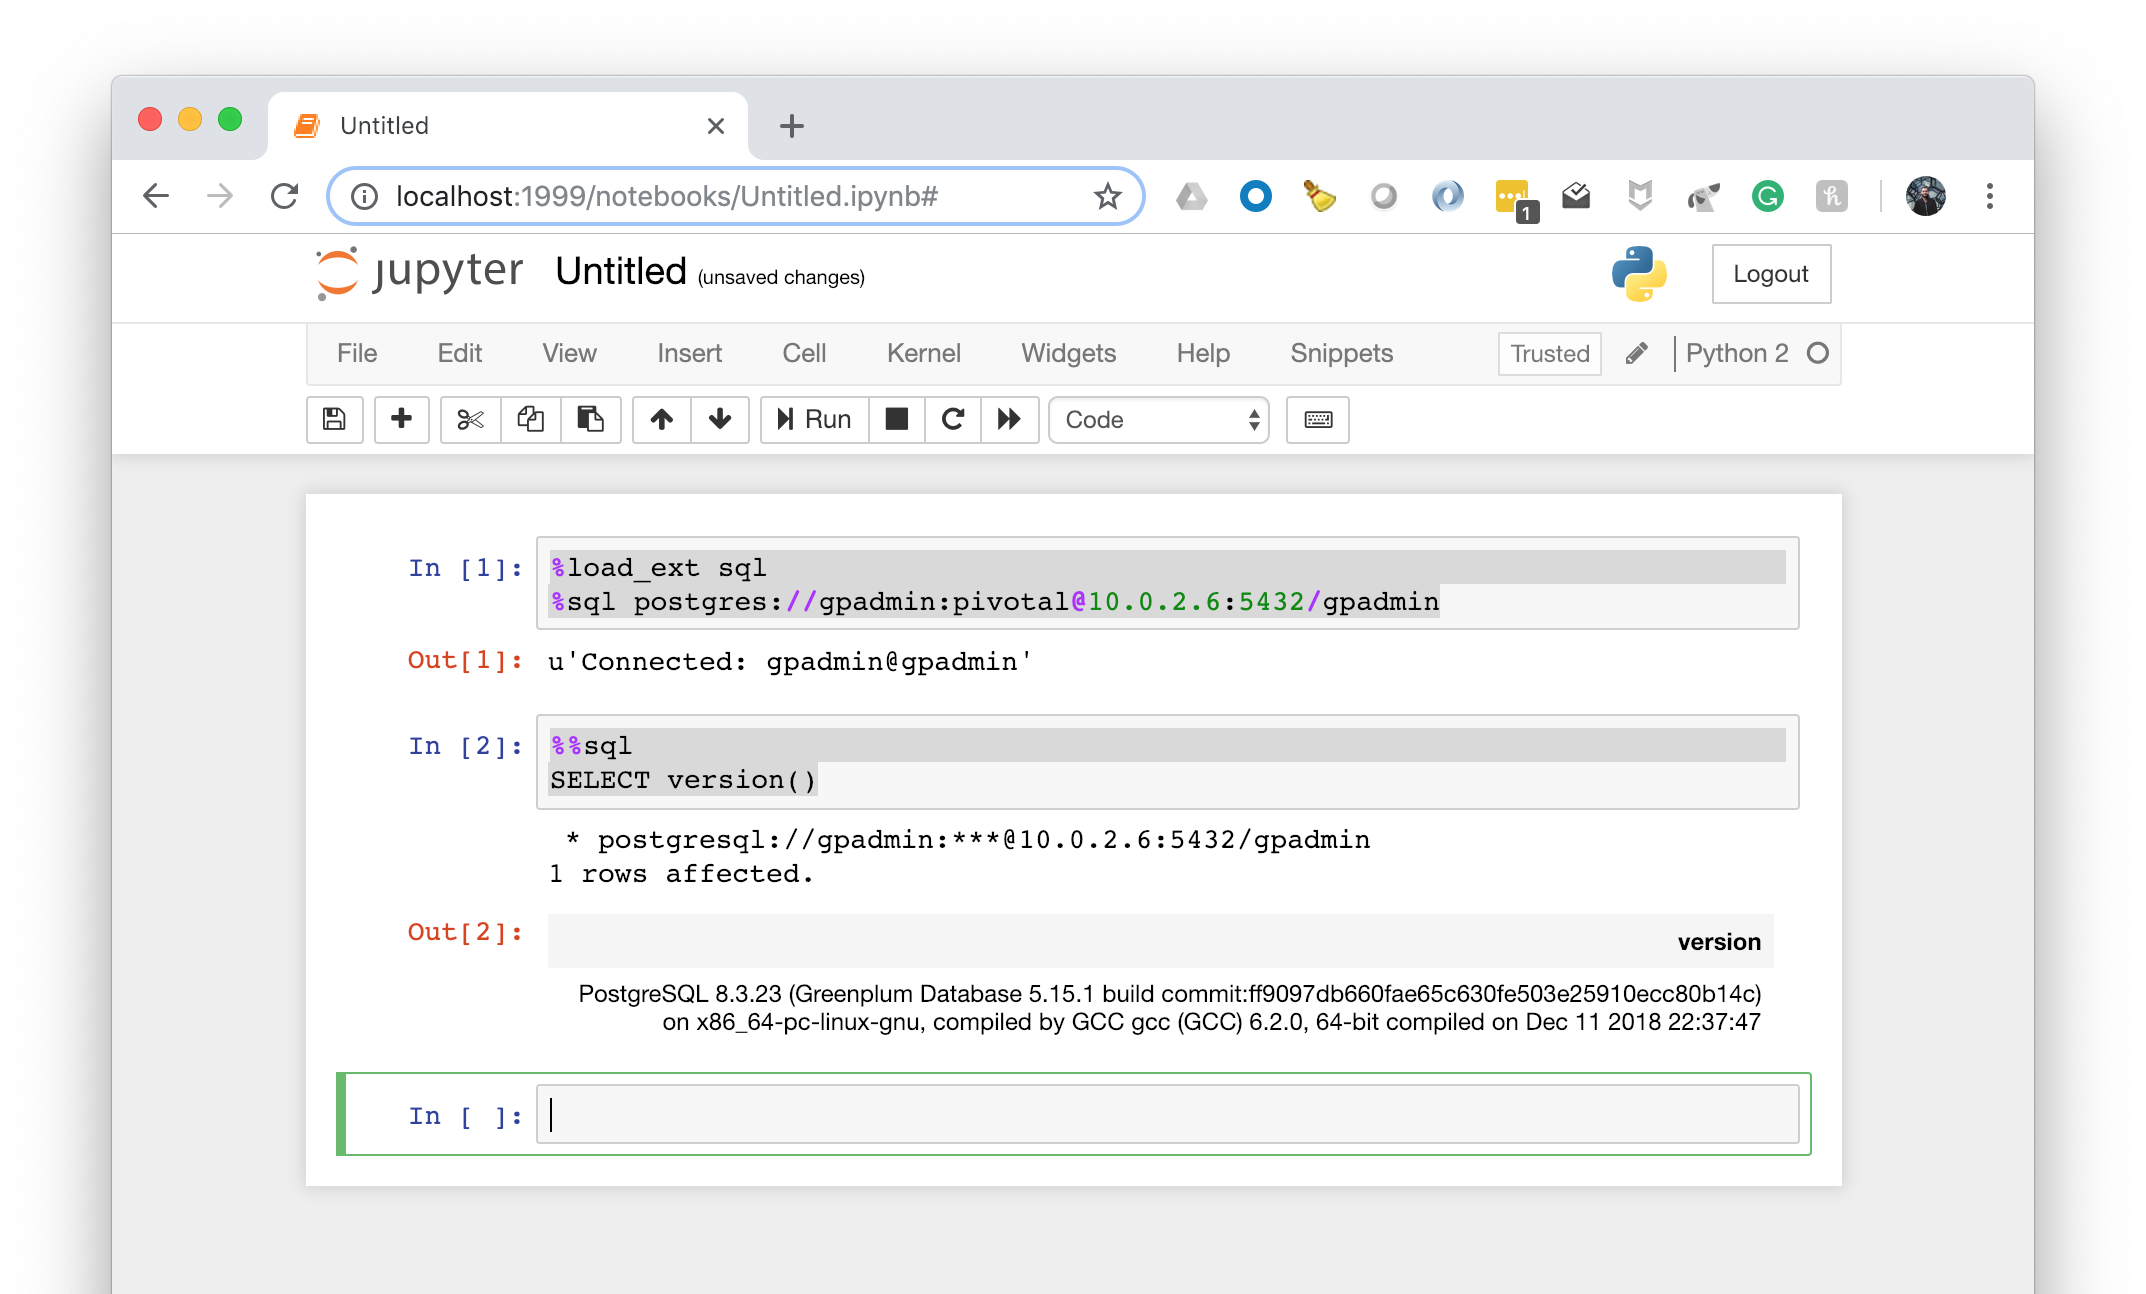 Untitled
localhost:1999/notebooks/Untitled.ipynb#
1
jupyter Untitled (unsaved changes)
Logout
File Edit View Insert Cell Kernel Widgets Help Snippets Trusted Python 2
Run Code
In [1]: %load_ext sql
%sql postgres://gpadmin:pivotal@10.0.2.6:5432/gpadmin
Out[1]: u'Connected: gpadmin@gpadmin'
In [2]: %%sql
SELECT version()
* postgresql://gpadmin:***@10.0.2.6:5432/gpadmin
1 rows affected.
Out[2]: version
PostgreSQL 8.3.23 (Greenplum Database 5.15.1 build commit:ff9097db660fae65c630fe503e25910ecc80b14c)
on x86_64-pc-linux-gnu, compiled by GCC gcc (GCC) 6.2.0, 64-bit compiled on Dec 11 2018 22:37:47
In [ ]: